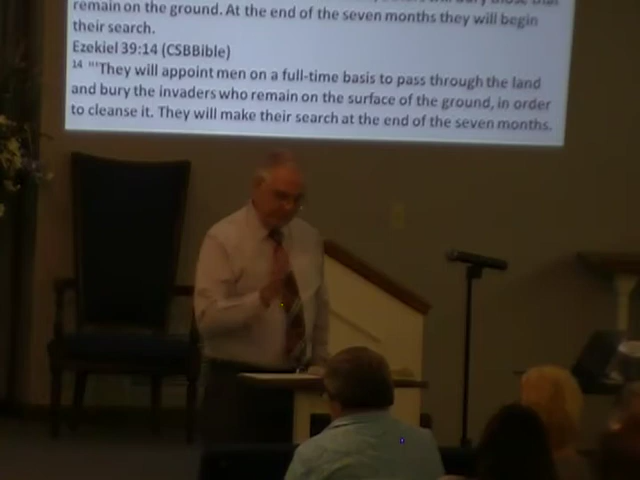 remain on the ground. At the end of the seven months they will begin
their search.
Ezekiel 39:14 (CSBBible)
14 "'They will appoint men on a full-time basis to pass through the land
and bury the invaders who remain on the surface of the ground, in order
to cleanse it. They will make their search at the end of the seven months.